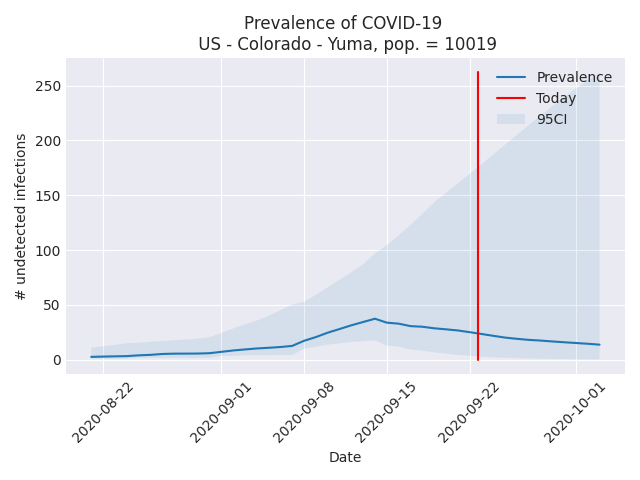 Prevalence of COVID-19
US - Colorado - Yuma, pop. = 10019
Prevalence
Today
95CI
250
200
150
100
50
0
# undetected infections
2020-08-22
2020-09-01
2020-09-08
2020-09-15
2020-09-22
2020-10-01
Date